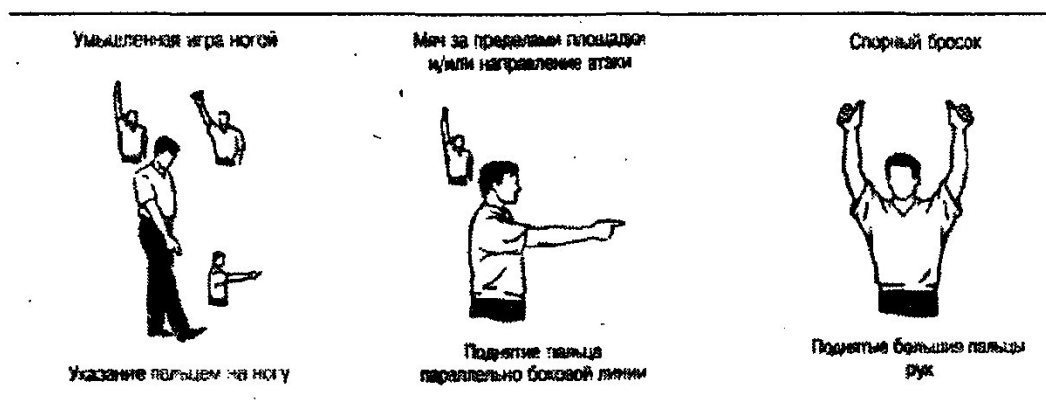 Умышленная игра ногой
Мяч за пределами площадки
и/или направление атаки
Спорный бросок
Указание пальцем на ногу
Поднятие пальца
параллельно боковой линии
Поднятые большие пальцы
рук